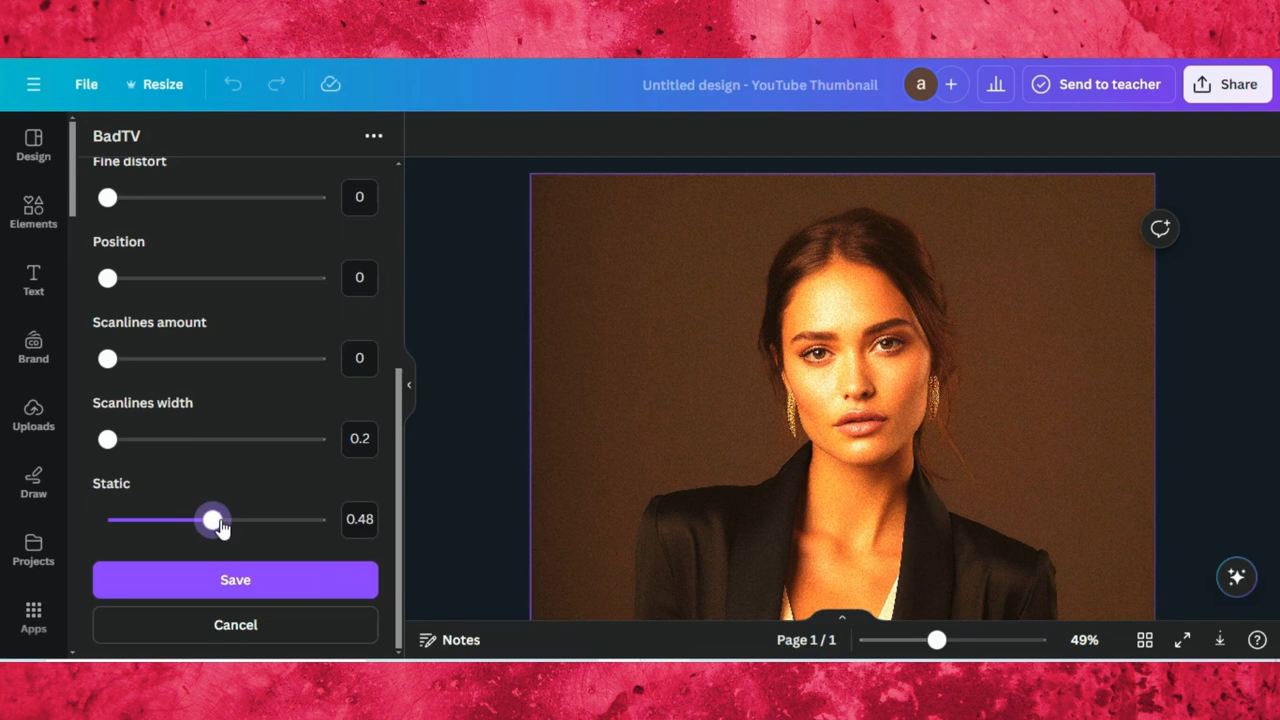 File
Resize
Untitled design - YouTube Thumbnail
a
Send to teacher
Share
Design
Elements
Text
Brand
Uploads
Draw
Projects
Apps
BadTV
Fine distort
0
Position
0
Scanlines amount
0
Scanlines width
0.2
Static
0.48
Save
Cancel
Notes
Page 1 / 1
49%